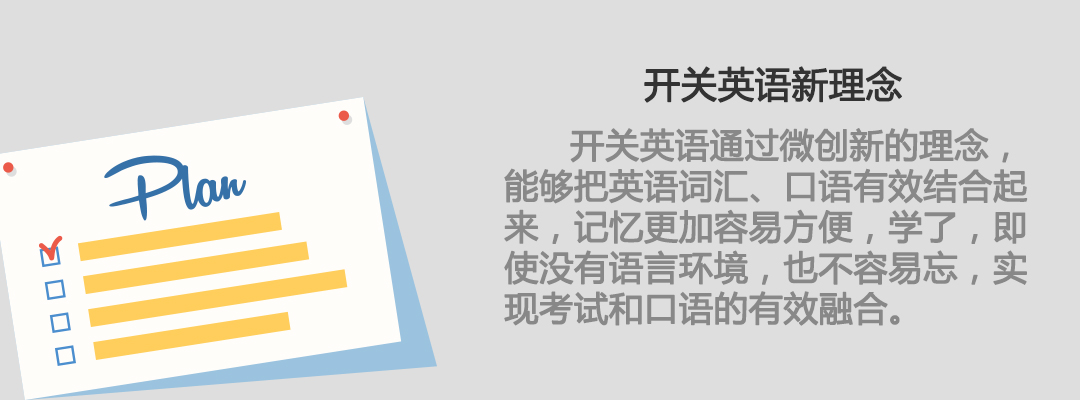 Plan
开关英语新理念
开关英语通过微创新的理念，
能够把英语词汇、口语有效结合起
来，记忆更加容易方便，学了，即
使没有语言环境，也不容易忘，实
现考试和口语的有效融合。